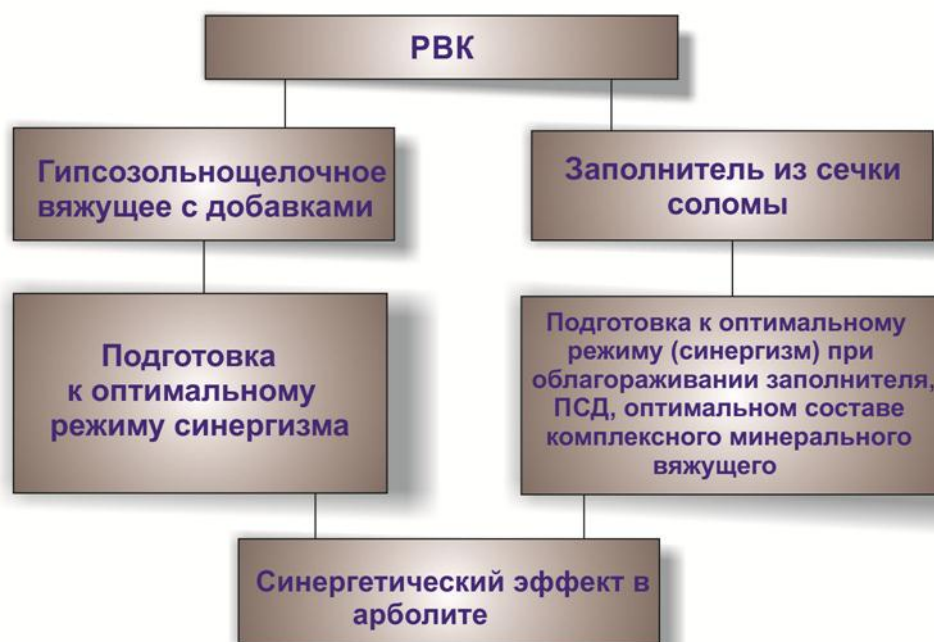 РВК
Гипсозольнощелочное
вяжущее с добавками
Заполнитель из сечки
соломы
Подготовка
к оптимальному
режиму синергизма
Подготовка к оптимальному
режиму (синергизм) при
облагораживании заполнителя,
ПСД, оптимальном составе
комплексного минерального
вяжущего
Синергетический эффект в
арболите